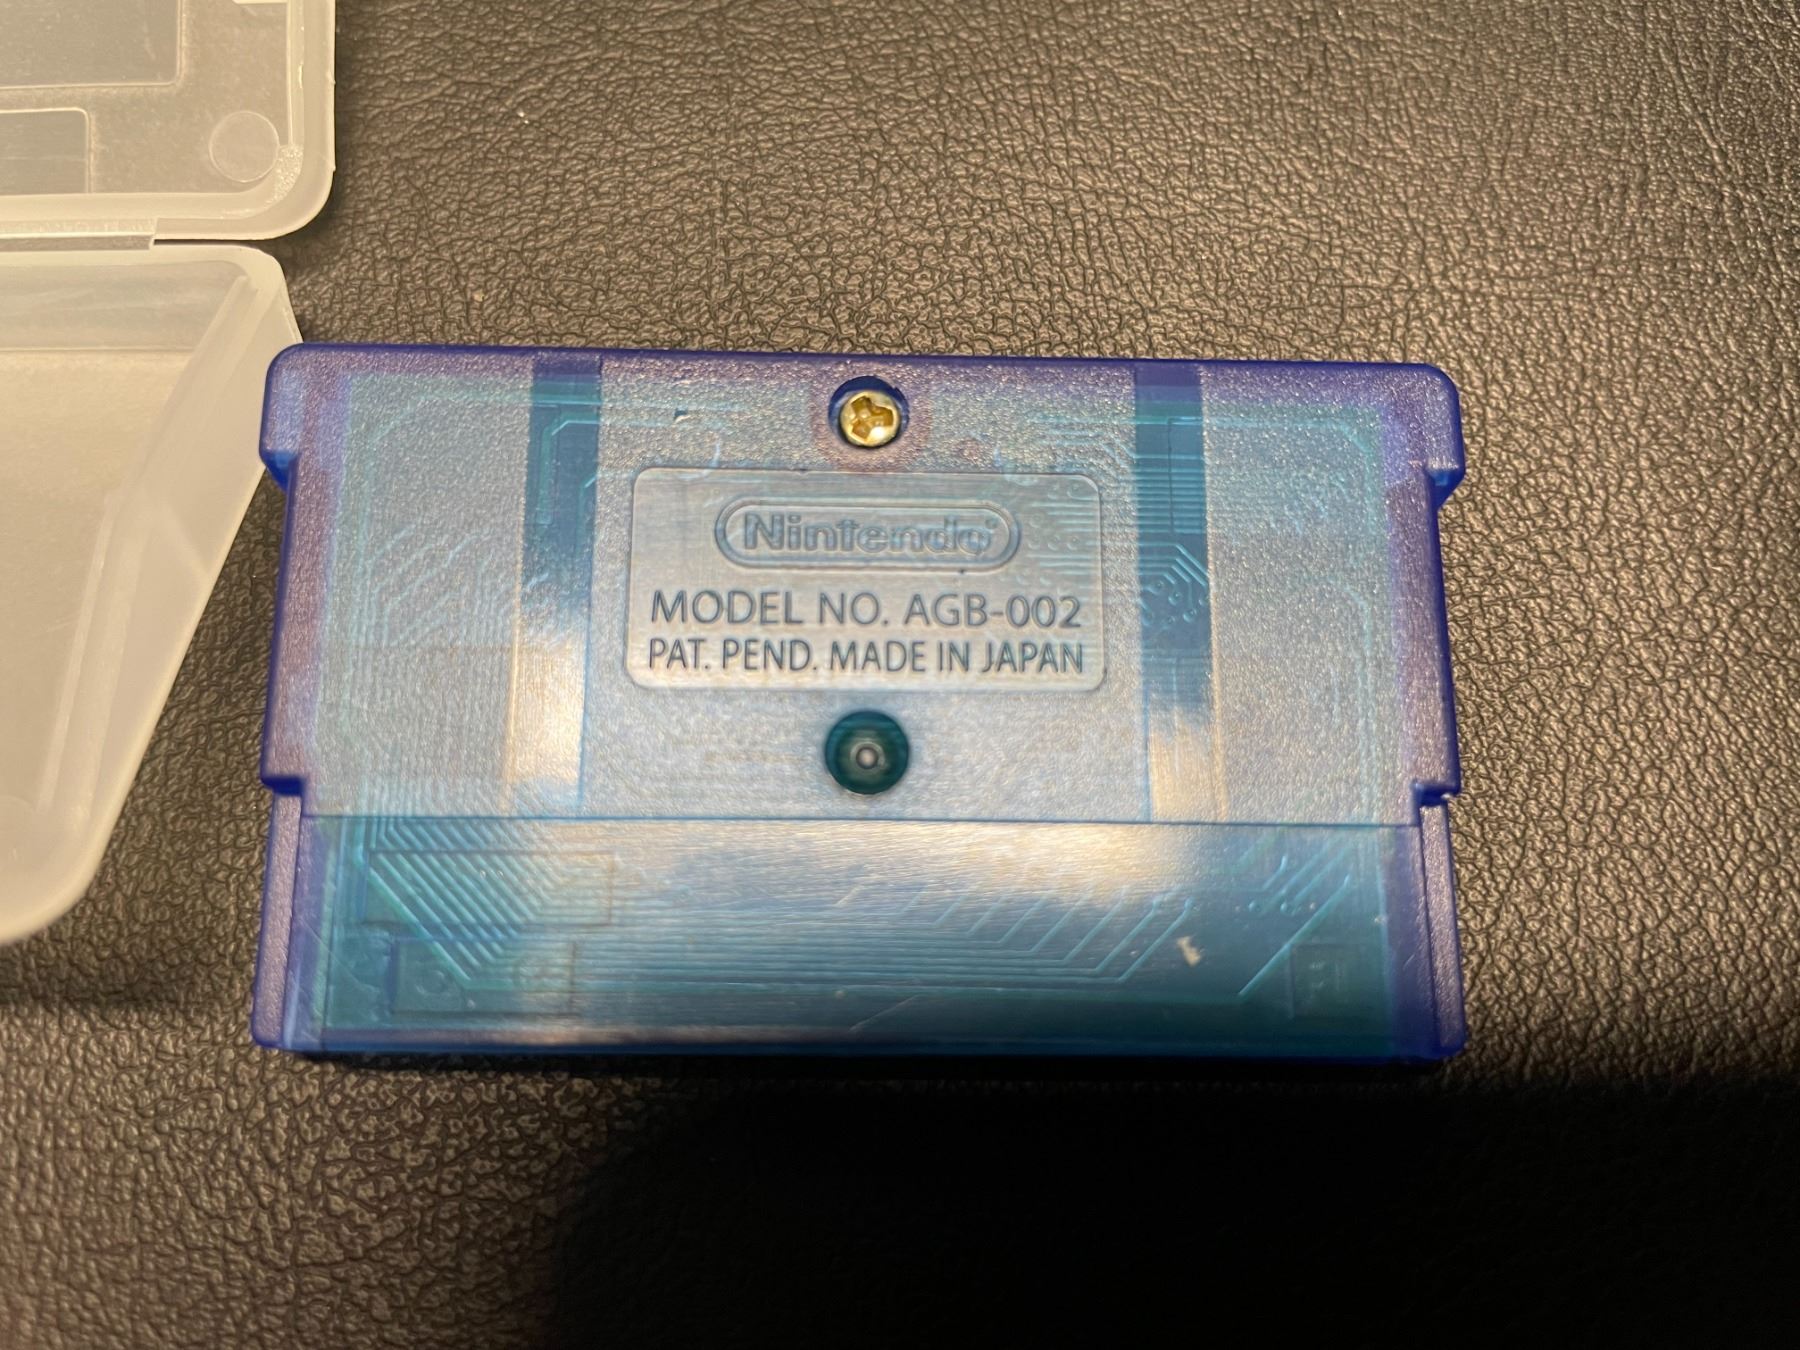 Nintendo
MODEL NO. AGB-002
PAT. PEND. MADE IN JAPAN